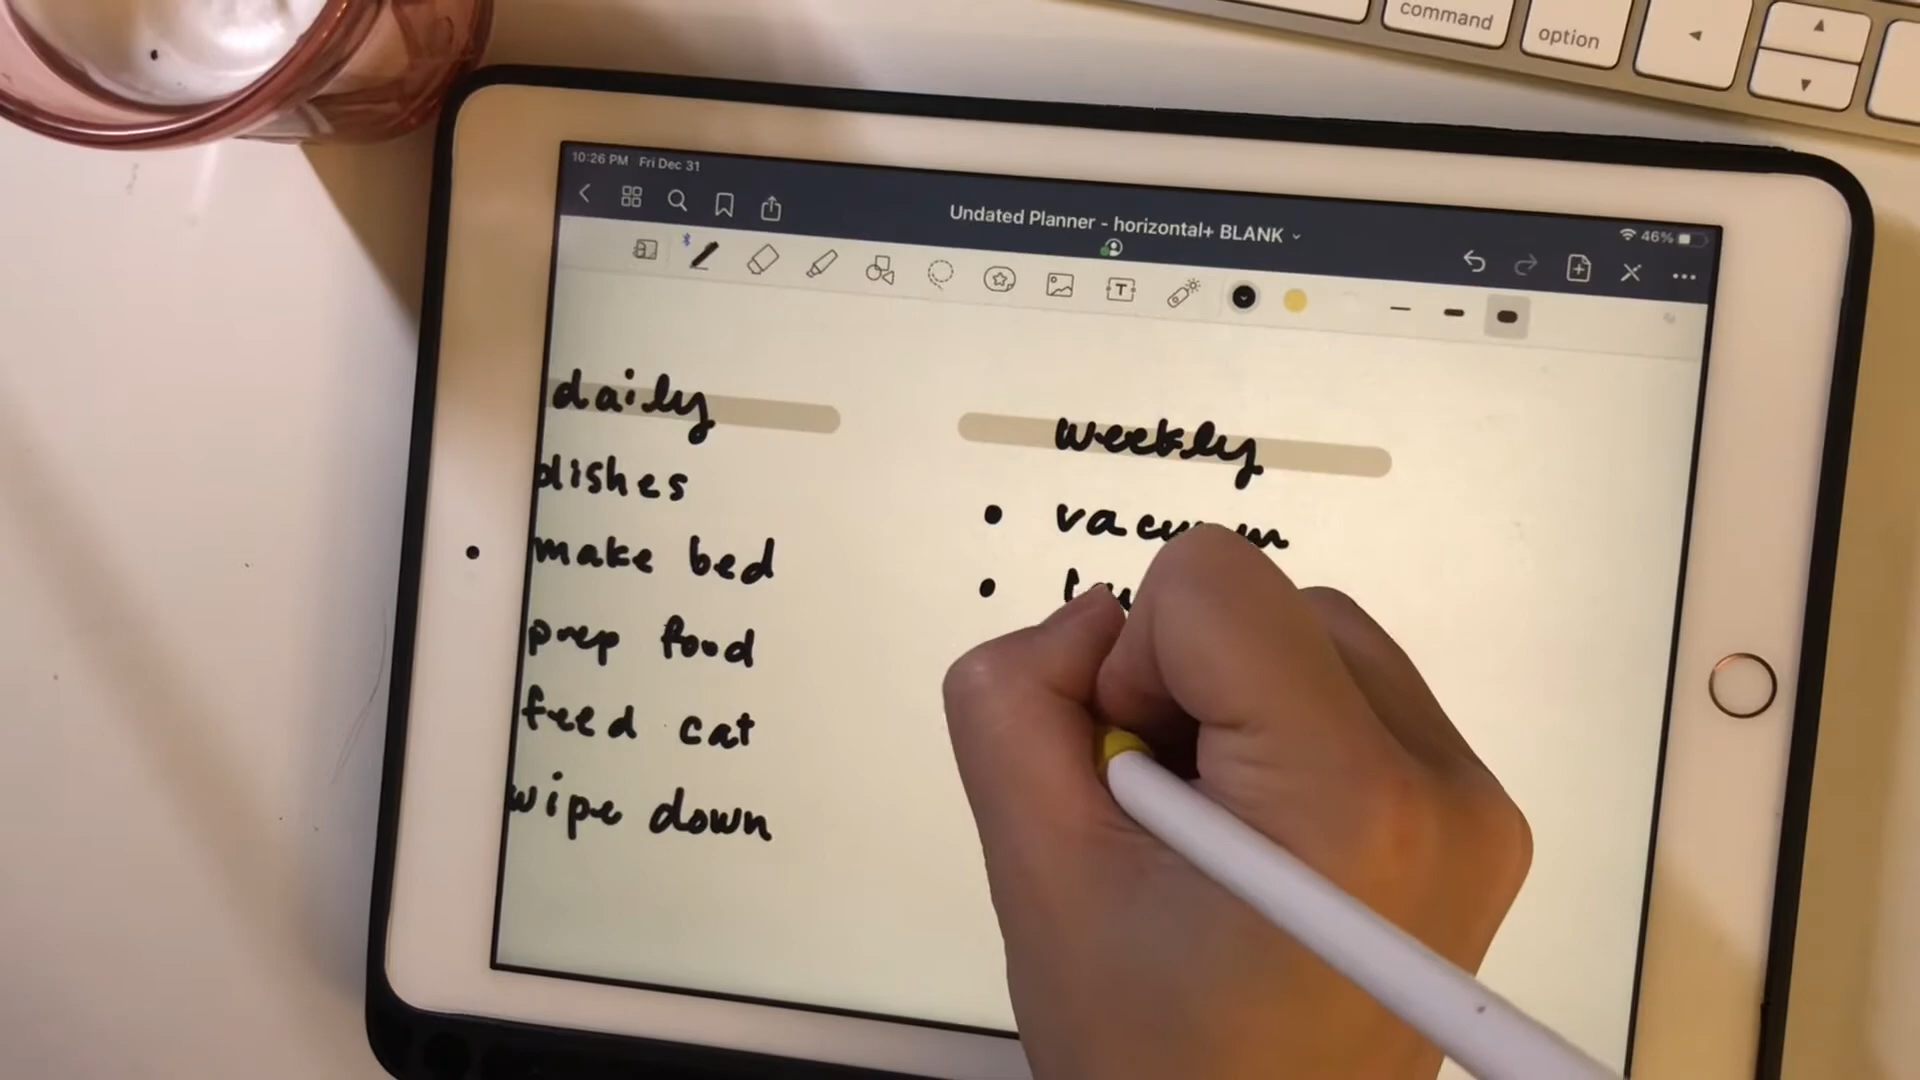 command
option
10:26 PM Fri Dec 31
46%
Undated Planner - horizontal+ BLANK
T
daily
dishes
make bed
prep food
feed cat
wipe down
weekly
• vacuum
•